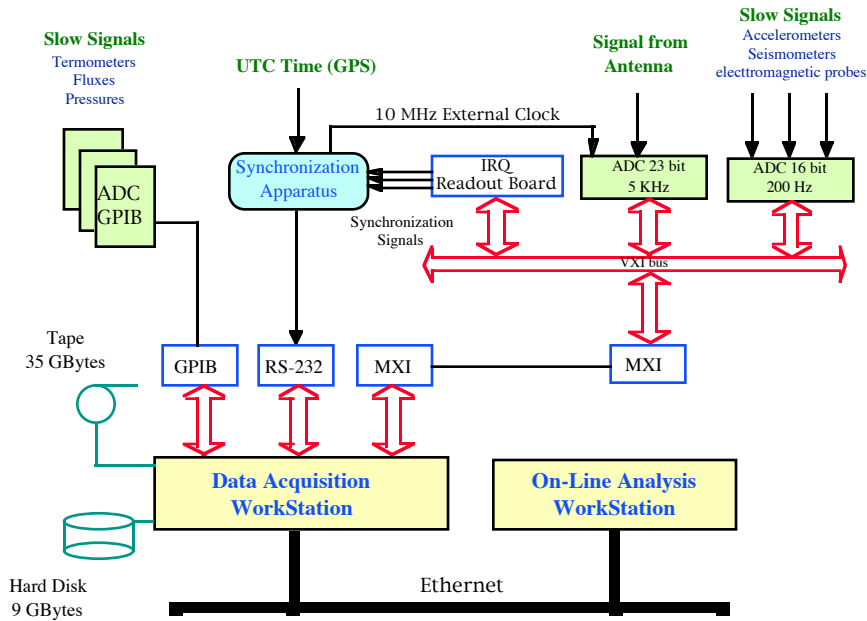 Slow Signals
Termometers
Fluxes
Pressures
UTC Time (GPS)
Signal from
Antenna
Slow Signals
Accelerometers
Seismometers
electtromagnetic probes
10 MHz External Clock
ADC
GPIB
Synchronization
Apparatus
IRQ
Readout Board
ADC 23 bit
5 KHz
ADC 16 bit
200 Hz
Synchronization
Signals
VXI bus
Tape
35 GBytes
GPIB
RS-232
MXI
MXI
Data Acquisition
WorkStation
On-Line Analysis
WorkStation
Hard Disk
9 GBytes
Ethernet